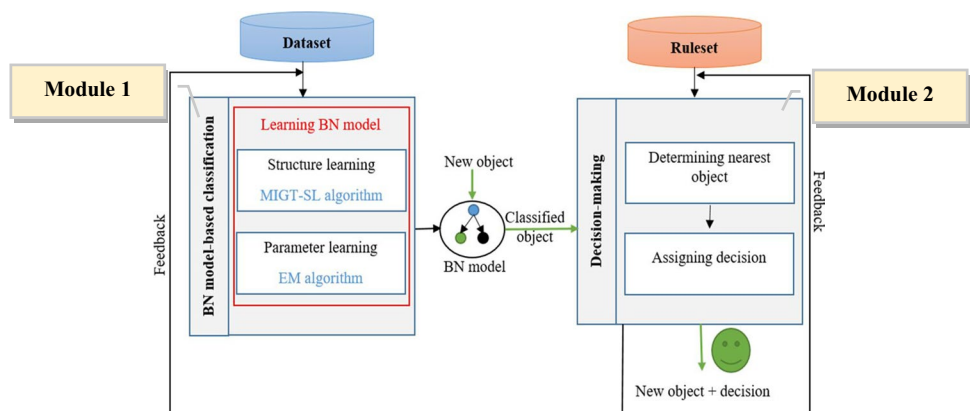 Dataset
Ruleset
Module 1
Module 2
BN model-based classification
Learning BN model
Structure learning
MIGT-SL algorithm
Parameter learning
EM algorithm
Feedback
New object
BN model
Classified
object
Decision-making
Determining nearest
object
Assigning decision
Feedback
New object + decision